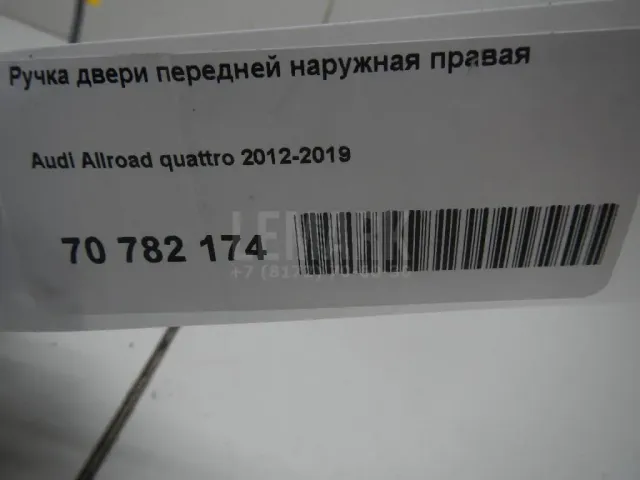 Ручка двери передней наружная правая
Audi Allroad quattro 2012-2019
70 782 174